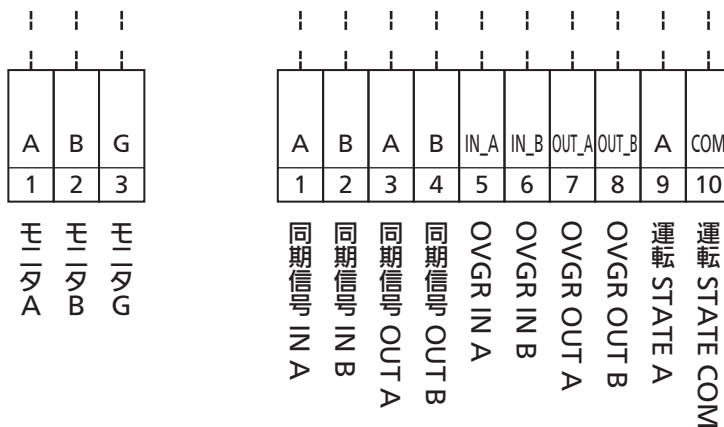 A B G
1 2 3
モニタA
モニタB
モニタG
A B A B IN_A IN_B OUT_A OUT_B A COM
1 2 3 4 5 6 7 8 9 10
同期信号 IN A
同期信号 IN B
同期信号 OUT A
同期信号 OUT B
OVGR IN A
OVGR IN B
OVGR OUT A
OVGR OUT B
運転 STATE A
運転 STATE COM